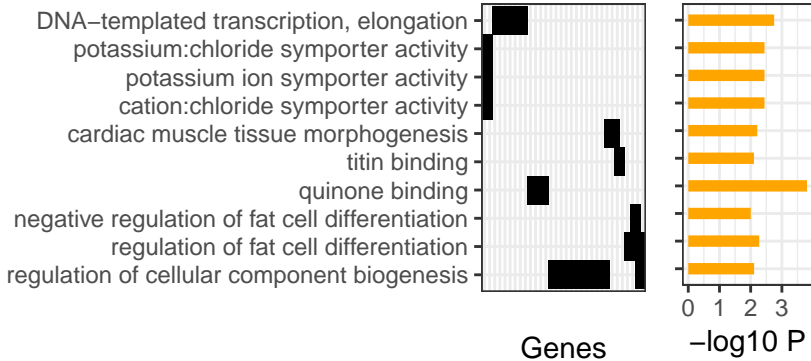 DNA−templated transcription, elongation
potassium:chloride symporter activity
potassium ion symporter activity
cation:chloride symporter activity
cardiac muscle tissue morphogenesis
titin binding
quinone binding
negative regulation of fat cell differentiation
regulation of fat cell differentiation
regulation of cellular component biogenesis
0 1 2 3
Genes
−log10 P